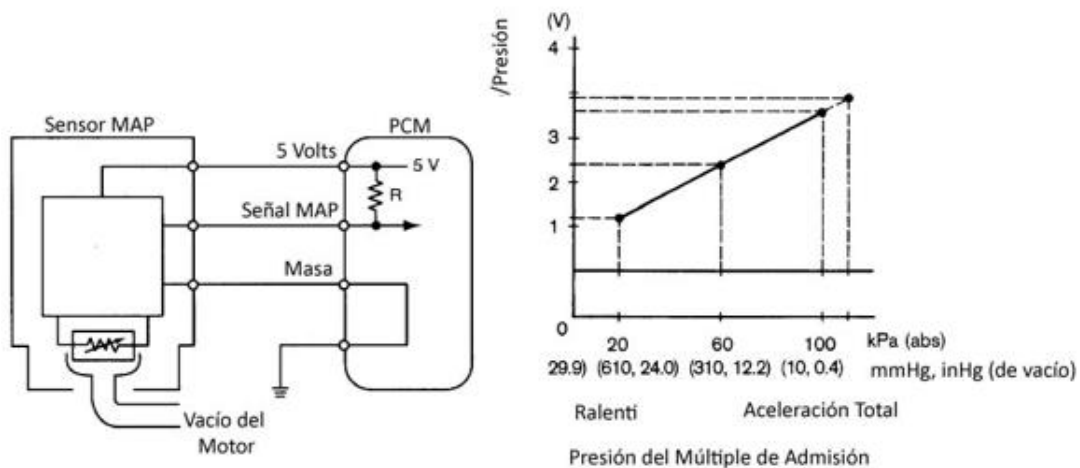 Sensor MAP
PCM
5 Volts
5 V
R
Señal MAP
Masa
Vacío del
Motor
/Presión
(V)
4
3
2
1
0
20 60 100 kPa (abs)
29.9) (610, 24.0) (310, 12.2) (10, 0.4) mmHg, inHg (de vacío)
Ralentí Aceleración Total
Presión del Múltiple de Admisión